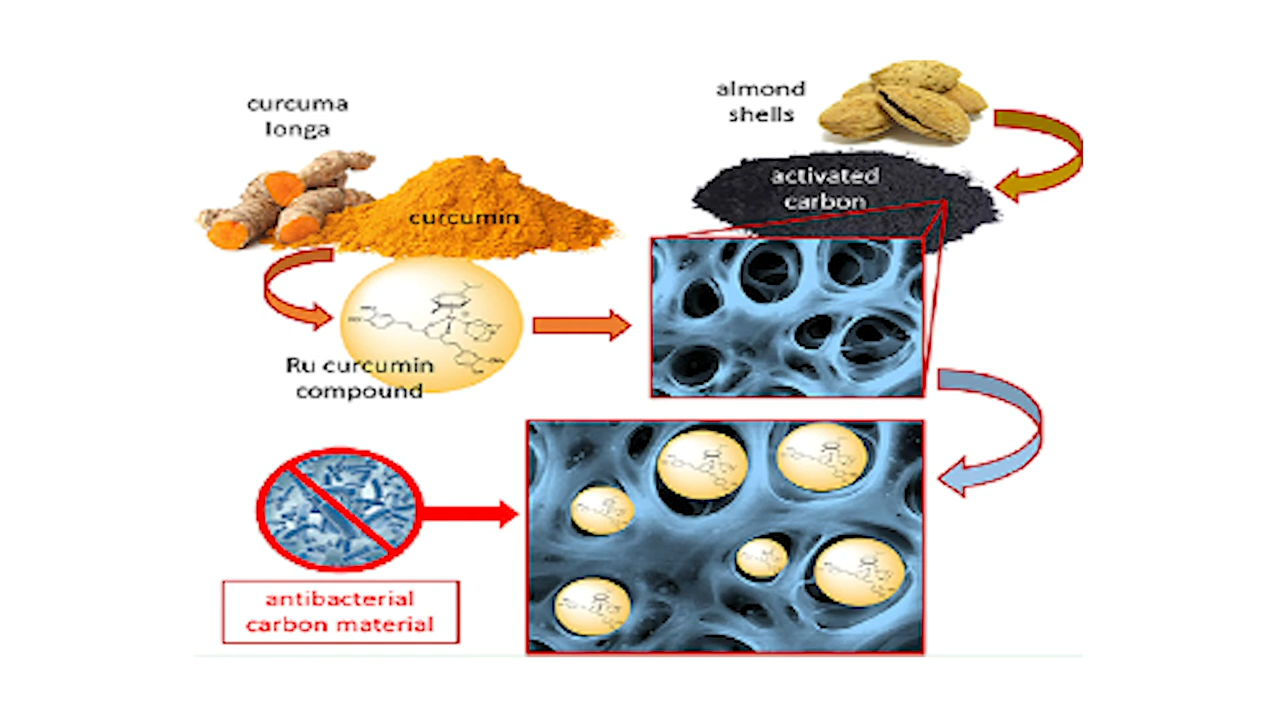 curcuma
longa
curcumin
Ru curcumin
compound
almond
shells
activated
carbon
antibacterial
carbon material